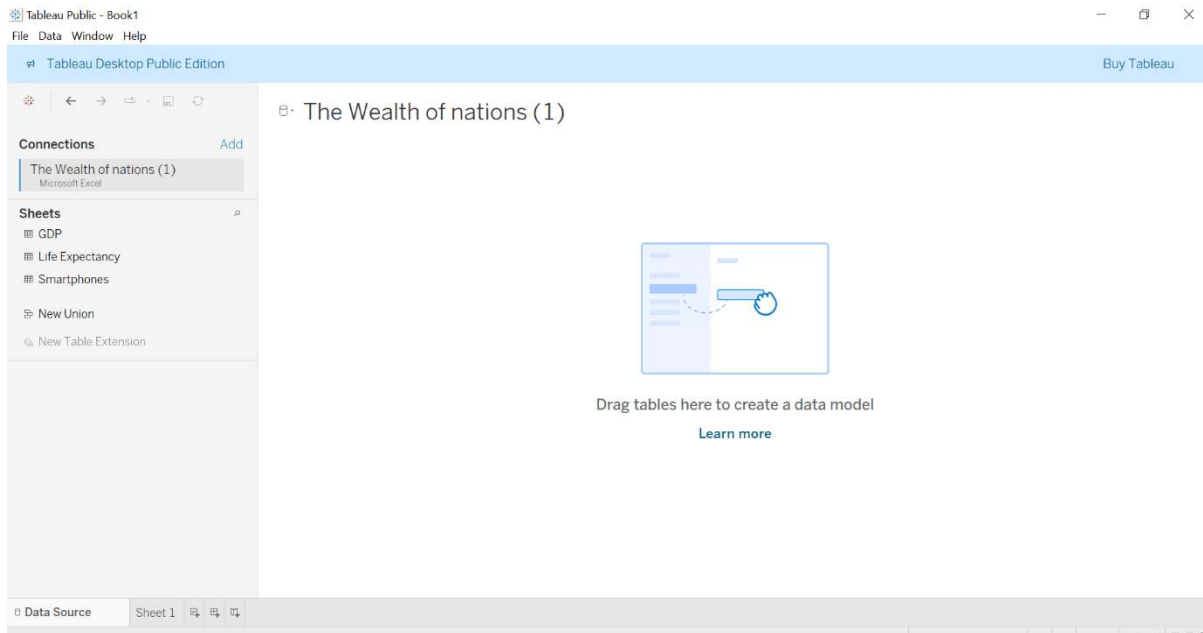 Tableau Public - Book1
File Data Window Help
Tableau Desktop Public Edition
Buy Tableau
The Wealth of nations (1)
Connections Add
The Wealth of nations (1)
Microsoft Excel
Sheets
GDP
Life Expectancy
Smartphones
New Union
New Table Extension
Drag tables here to create a data model
Learn more
Data Source Sheet 1